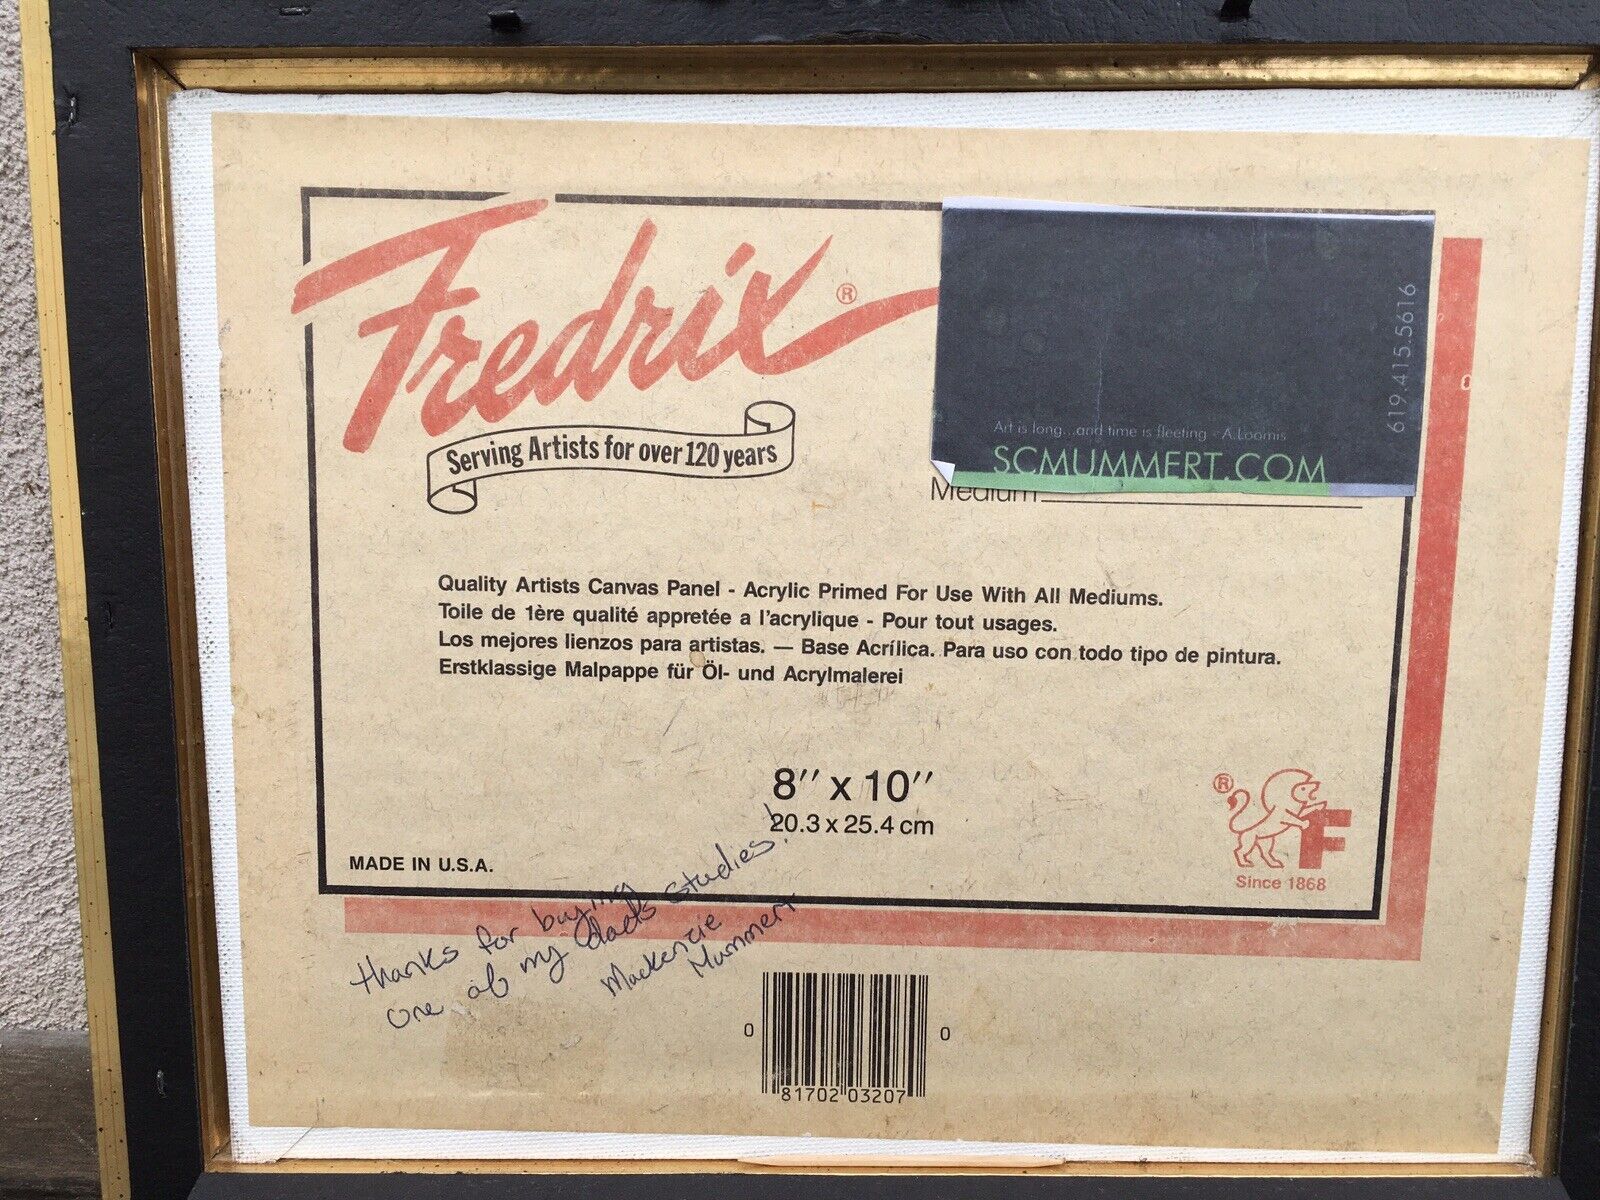 Fredrix®
Serving Artists for over 120 years
619.415.5616
Art is long...and time is fleeting - A.Loomis
SCMUMMERT.COM
Medium
Quality Artists Canvas Panel - Acrylic Primed For Use With All Mediums.
Toile de 1ère qualité appretée a l'acrylique - Pour tout usages.
Los mejores lienzos para artistas. — Base Acrílica. Para uso con todo tipo de pintura.
Erstklassige Malpappe für Öl- und Acrylmalerei
8" x 10"
20.3 x 25.4 cm
MADE IN U.S.A.
® F
Since 1868
thanks for buying
one of my dads studies!
Mackenzie
Mummert
0 81702 03207 0